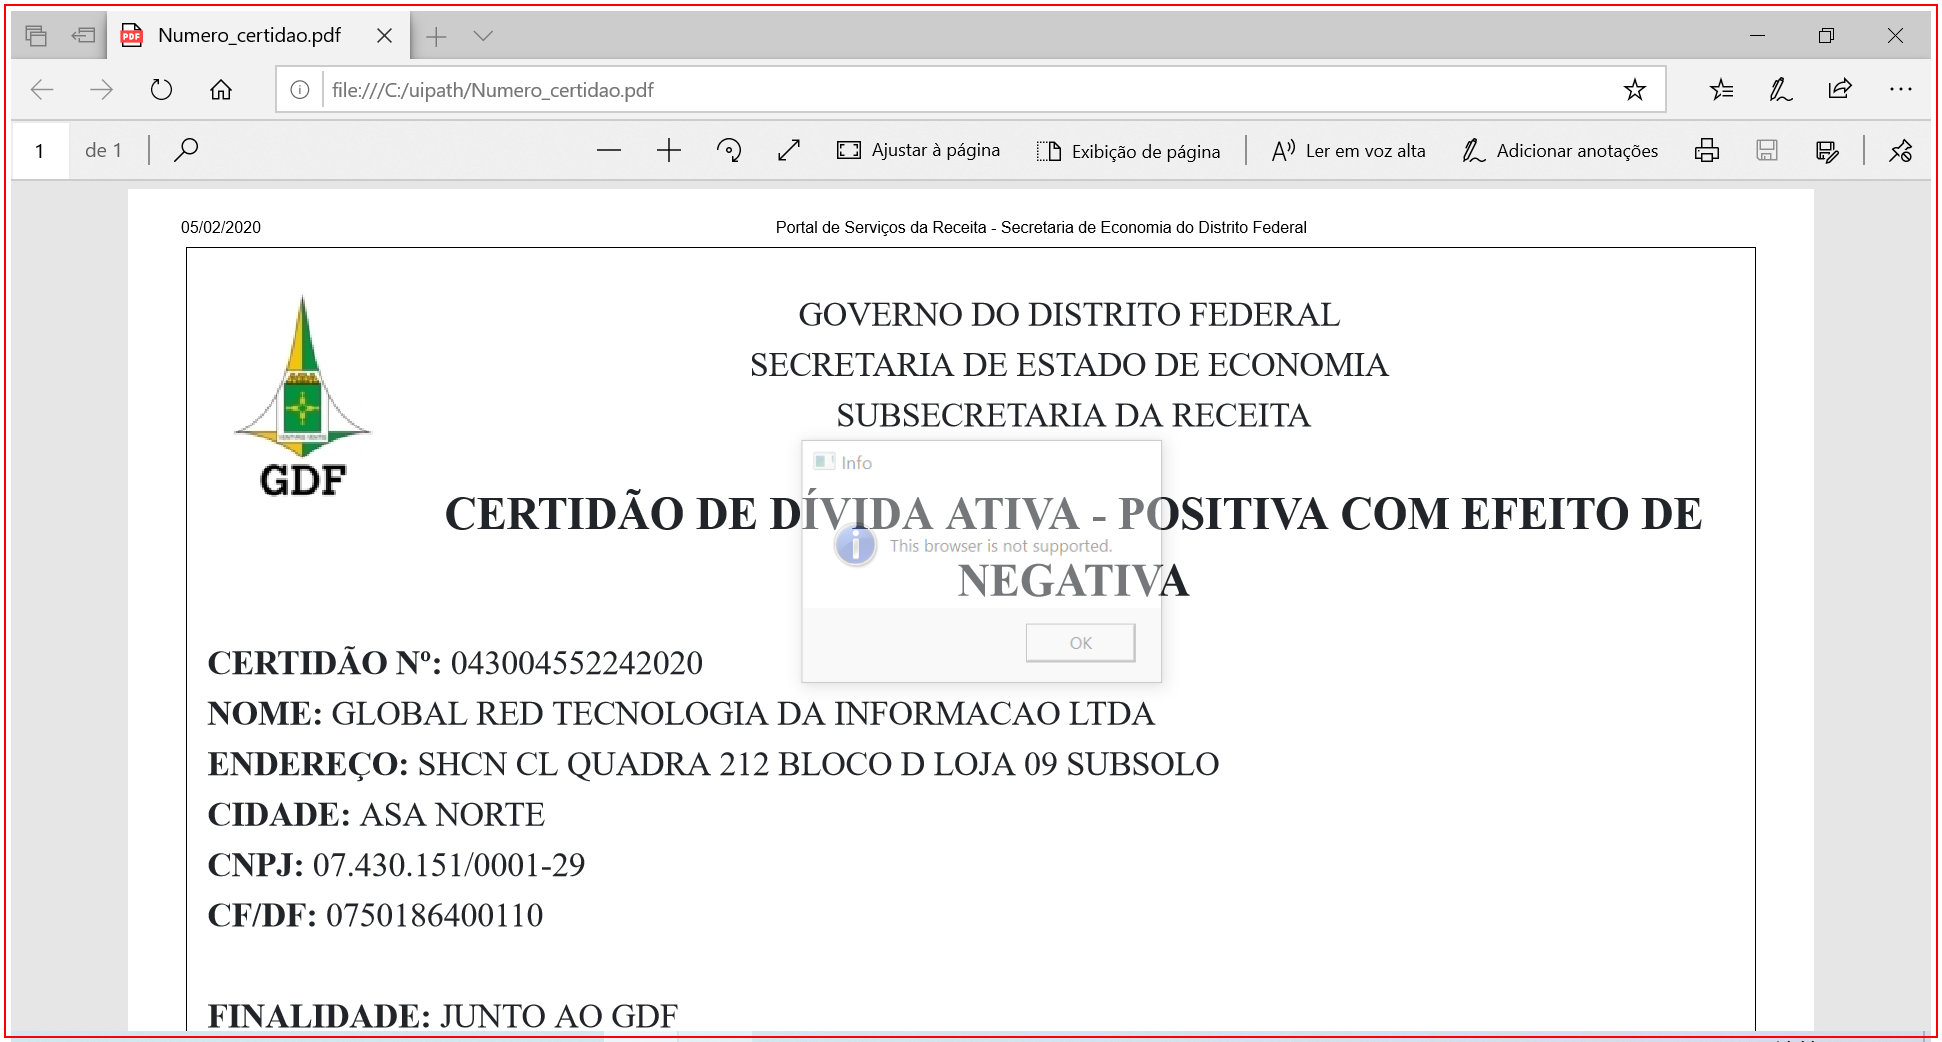 Numero_certidao.pdf
file:///C:/uipath/Numero_certidao.pdf
1 de 1 Ajustar à página Exibição de página Ler em voz alta Adicionar anotações
05/02/2020 Portal de Serviços da Receita - Secretaria de Economia do Distrito Federal
GOVERNO DO DISTRITO FEDERAL
SECRETARIA DE ESTADO DE ECONOMIA
SUBSECRETARIA DA RECEITA
GDF
CERTIDÃO DE DÍVIDA ATIVA - POSITIVA COM EFEITO DE
NEGATIVA
Info
This browser is not supported.
OK
CERTIDÃO Nº: 043004552242020
NOME: GLOBAL RED TECNOLOGIA DA INFORMACAO LTDA
ENDEREÇO: SHCN CL QUADRA 212 BLOCO D LOJA 09 SUBSOLO
CIDADE: ASA NORTE
CNPJ: 07.430.151/0001-29
CF/DF: 0750186400110
FINALIDADE: JUNTO AO GDF